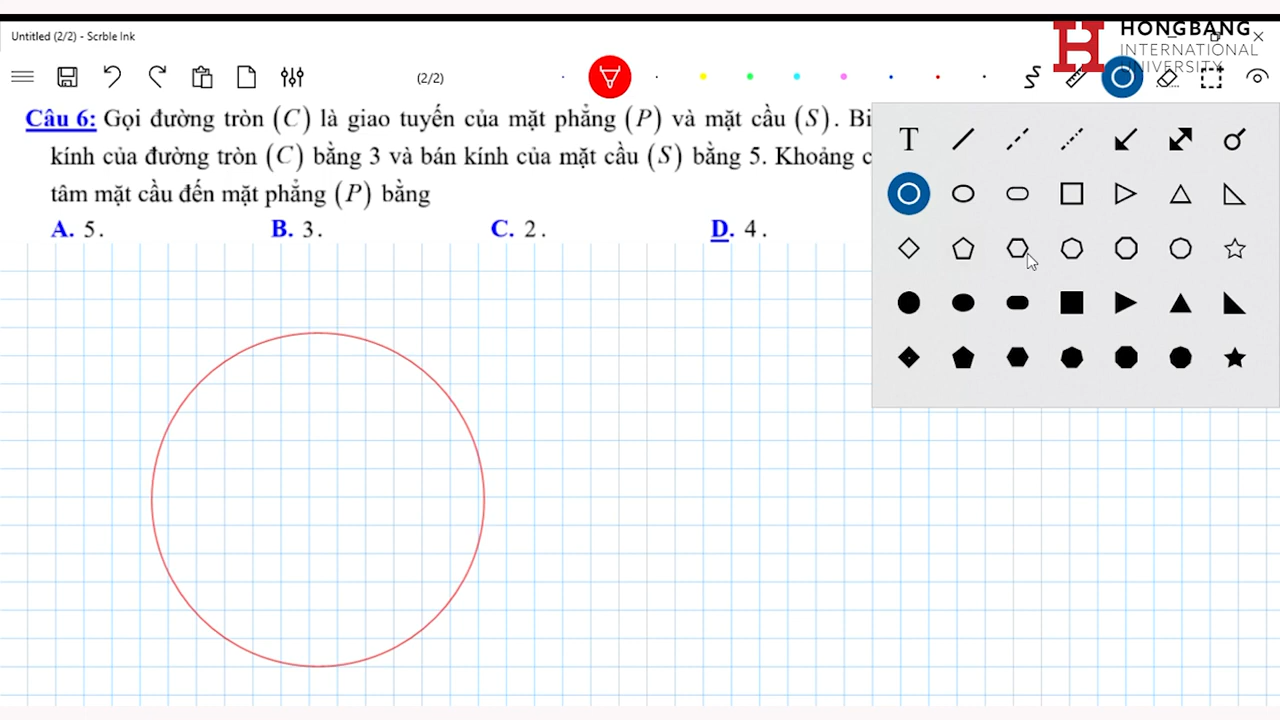 HONGBANG
INTERNATIONAL
UNIVERSITY
Untitled (2/2) - Scrble Ink
(2/2)
Câu 6: Gọi đường tròn (C) là giao tuyến của mặt phẳng (P) và mặt cầu (S). Bi
kính của đường tròn (C) bằng 3 và bán kính của mặt cầu (S) bằng 5. Khoảng c
tâm mặt cầu đến mặt phẳng (P) bằng
A. 5. B. 3. C. 2. D. 4.
T